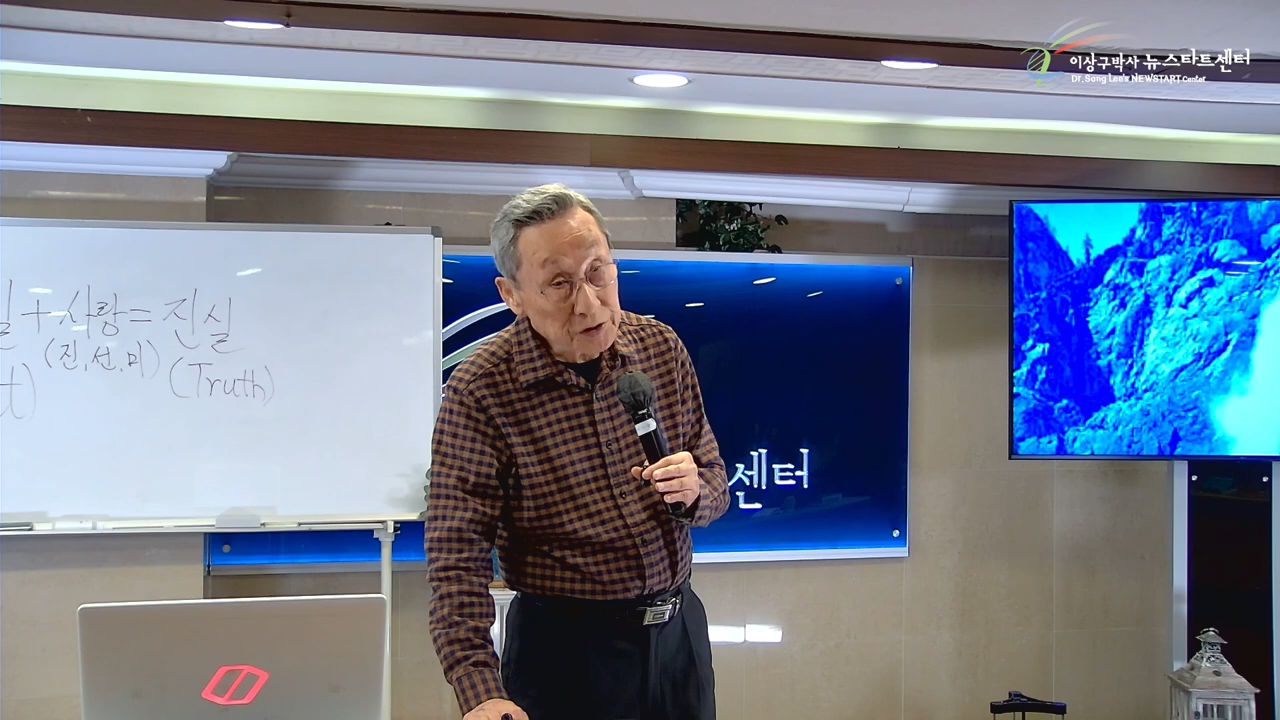 이상구박사 뉴스타트센터
Dr. Sang Lee's NEWSTART Center
+사랑=진실
(진,선,미)
(Truth)
센터